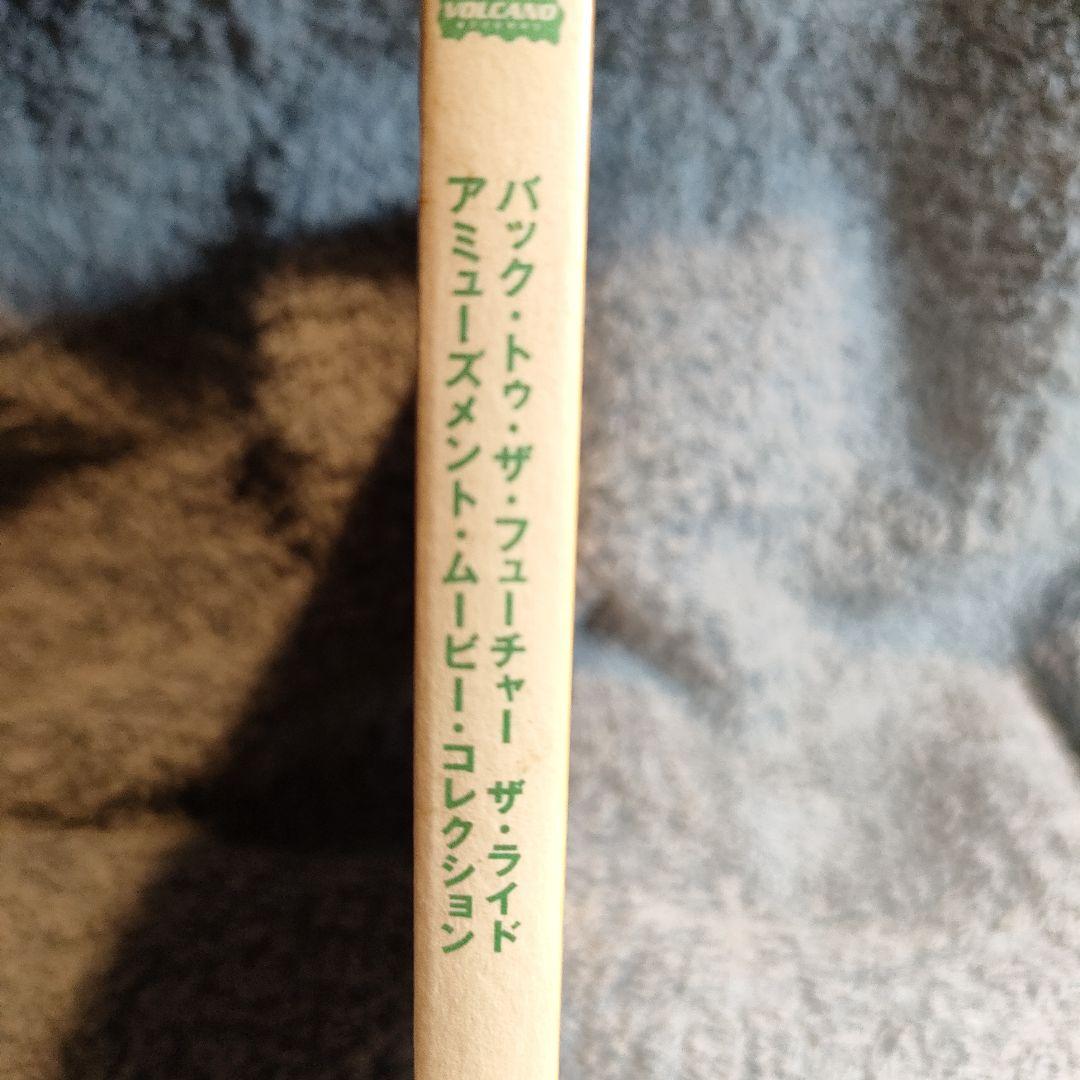 VOLCANO
バック・トゥ・ザ・フューチャー　ザ・ライド
アミューズメント・ムービー・コレクション